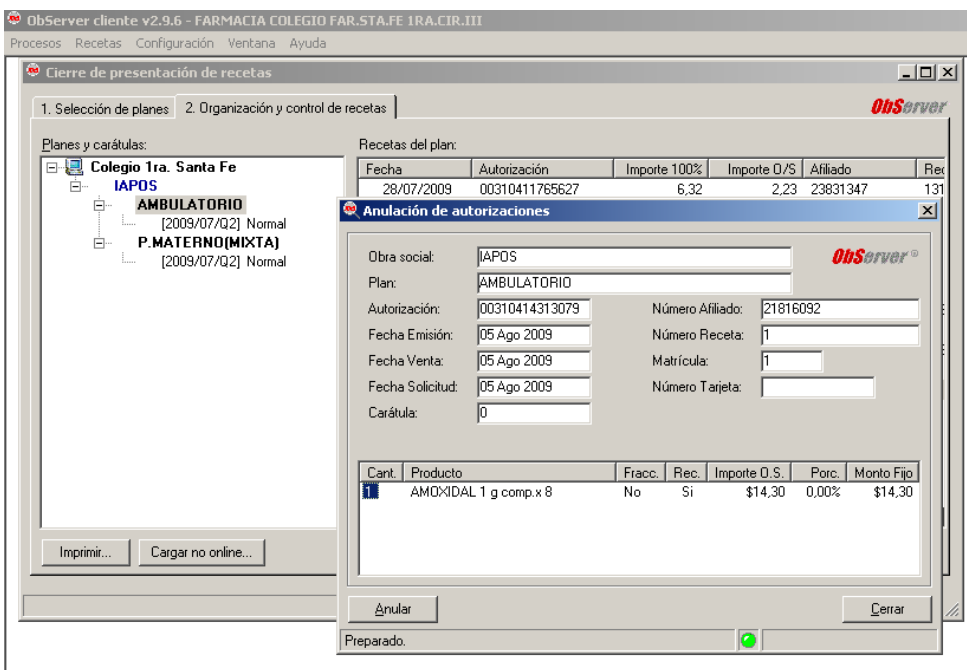 ObServer cliente v2.9.6 - FARMACIA COLEGIO FAR.STA.FE 1RA.CIR.III
Procesos Recetas Configuración Ventana Ayuda
Cierre de presentación de recetas
1. Selección de planes 2. Organización y control de recetas
ObServer
Planes y carátulas:
Colegio 1ra. Santa Fe
IAPOS
AMBULATORIO
[2009/07/Q2] Normal
P.MATERNO(MIXTA)
[2009/07/Q2] Normal
Imprimir... Cargar no online...
Recetas del plan:
Fecha Autorización Importe 100% Importe O/S Afiliado
28/07/2009 00310411765627 6,32 2,23 23831347
Anulación de autorizaciones
ObServer
Obra social: IAPOS
Plan: AMBULATORIO
Autorización: 00310414313079 Número Afiliado: 21816092
Fecha Emisión: 05 Ago 2009 Número Receta: 1
Fecha Venta: 05 Ago 2009 Matrícula: 1
Fecha Solicitud: 05 Ago 2009 Número Tarjeta:
Carátula: 0
Cant. Producto Fracc. Rec. Importe O.S. Porc. Monto Fijo
1 AMOXIDAL 1 g comp.x 8 No Si $14,30 0,00% $14,30
Anular Cerrar
Preparado.